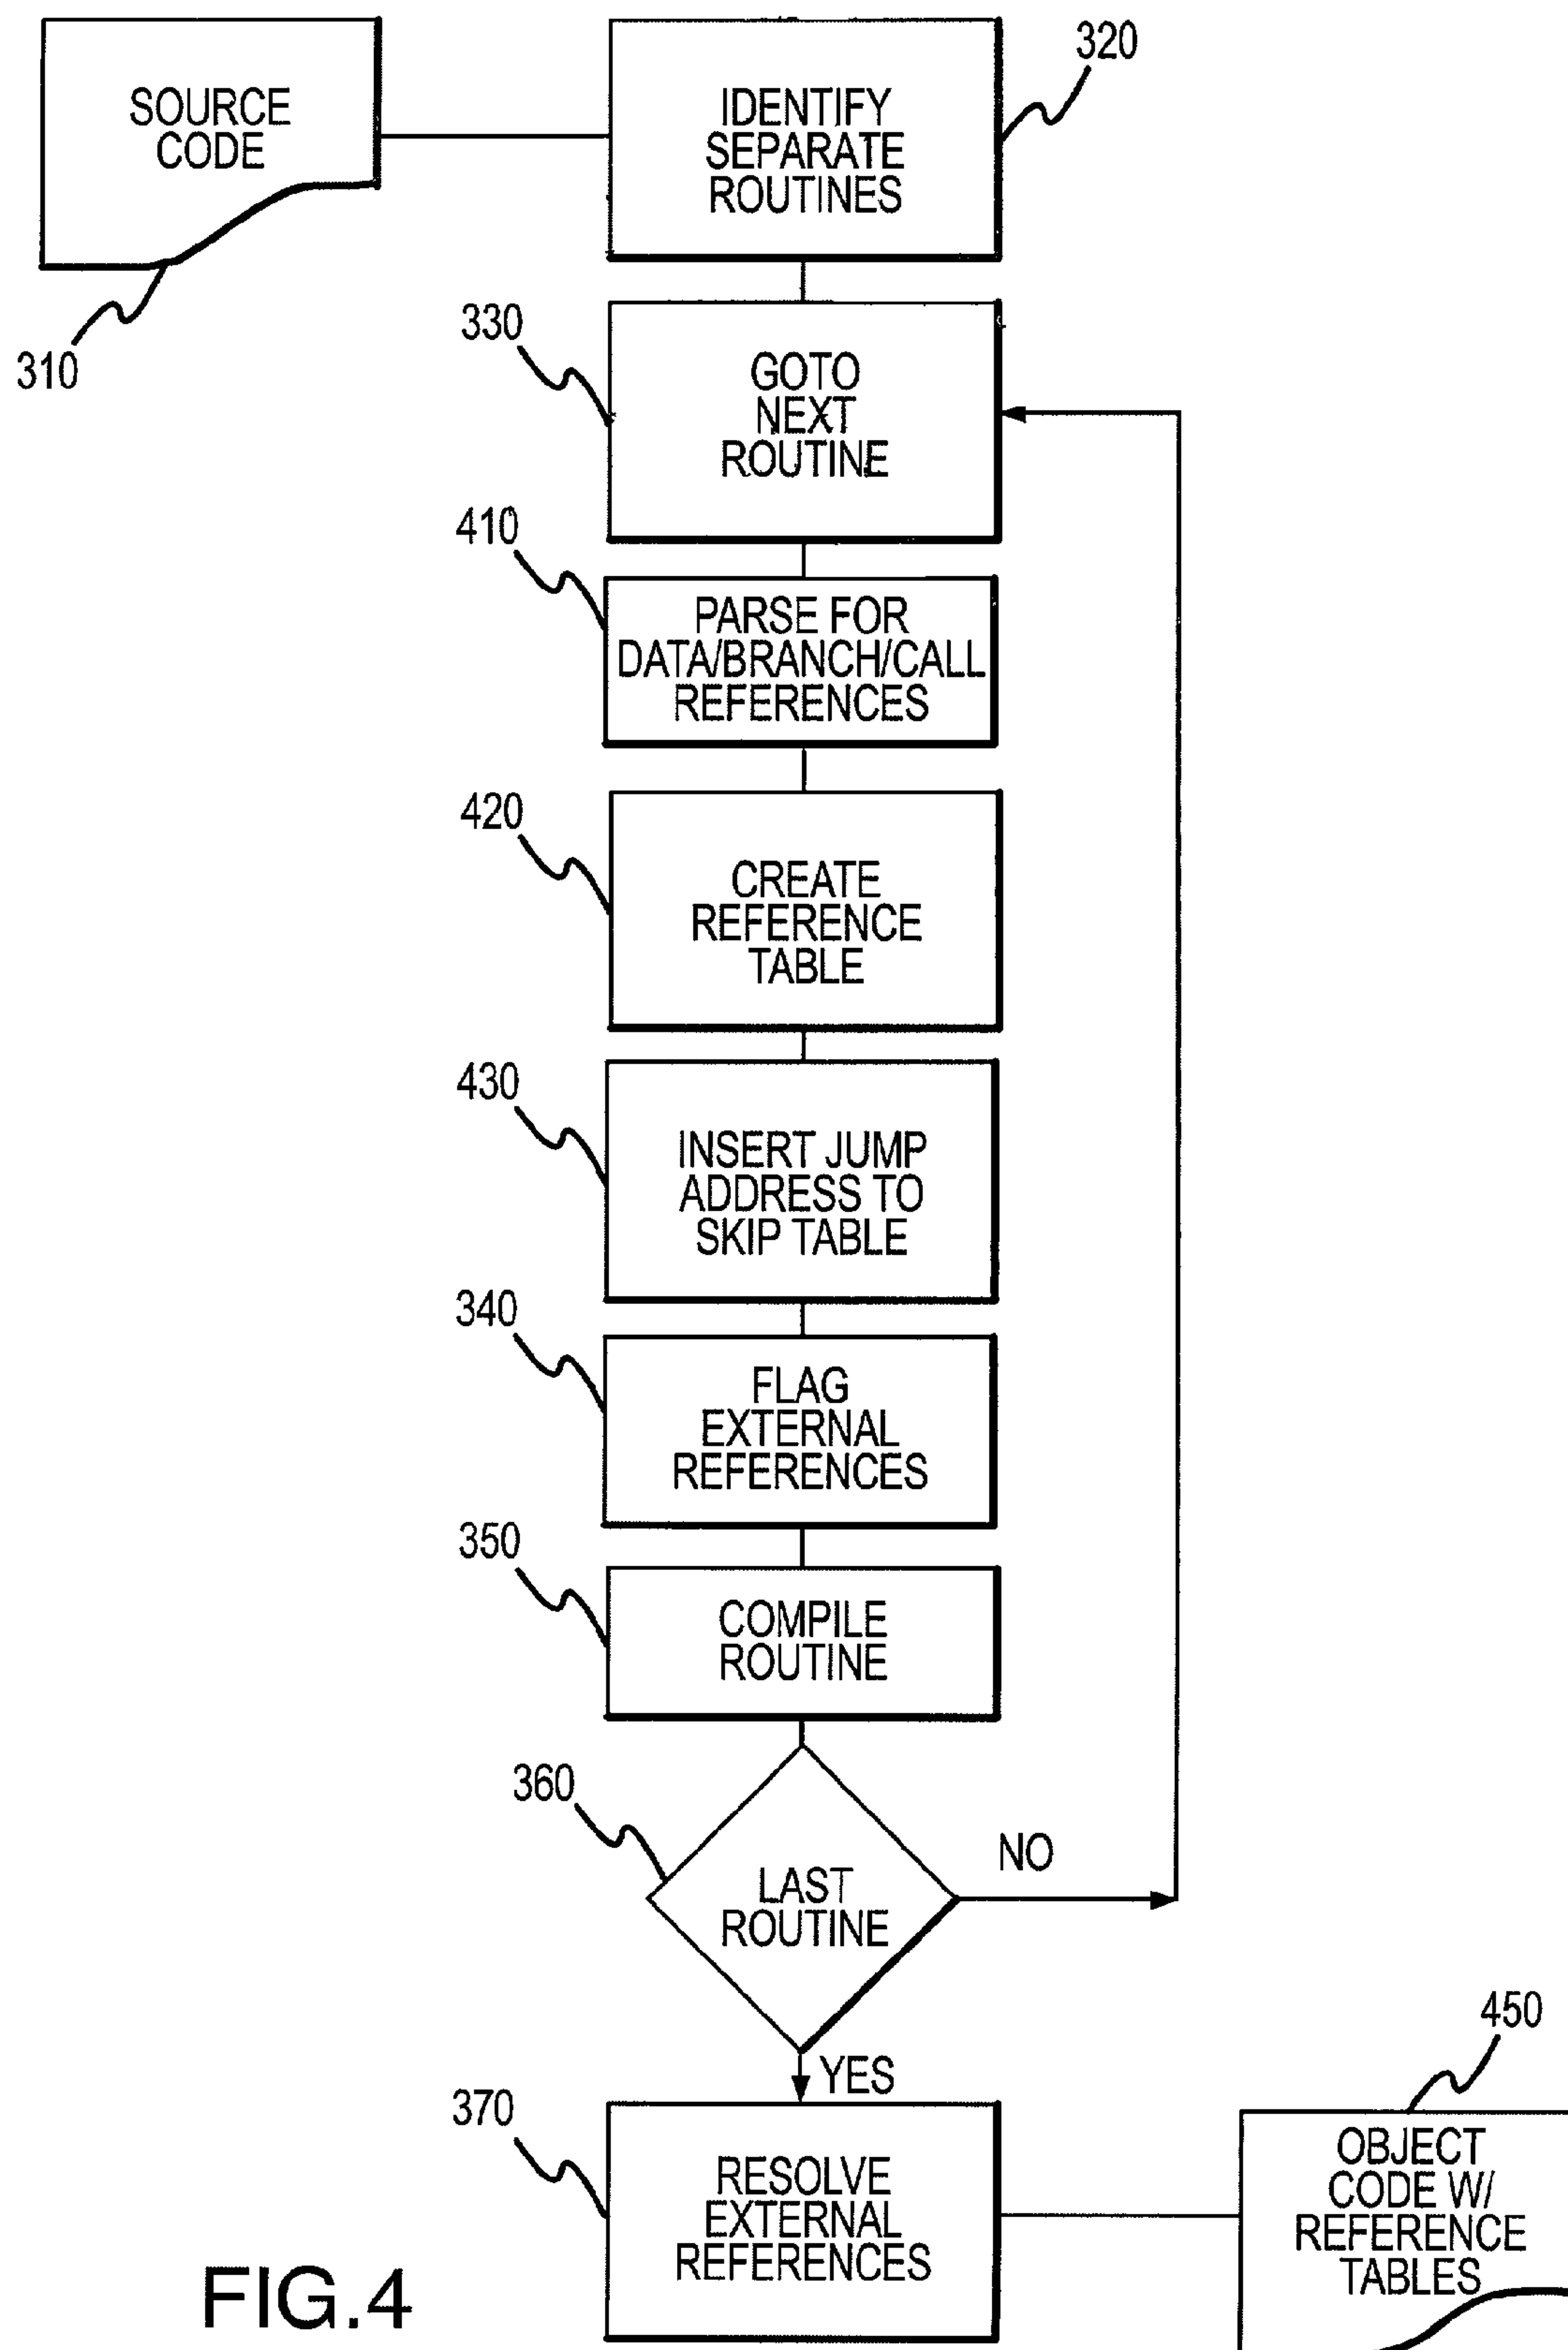 SOURCE
CODE
310
IDENTIFY
SEPARATE
ROUTINES
320
330
GOTO
NEXT
ROUTINE
410
PARSE FOR
DATA/BRANCH/CALL
REFERENCES
420
CREATE
REFERENCE
TABLE
430
INSERT JUMP
ADDRESS TO
SKIP TABLE
340
FLAG
EXTERNAL
REFERENCES
350
COMPILE
ROUTINE
360
LAST
ROUTINE
NO
YES
370
RESOLVE
EXTERNAL
REFERENCES
450
OBJECT
CODE W/
REFERENCE
TABLES
FIG.4